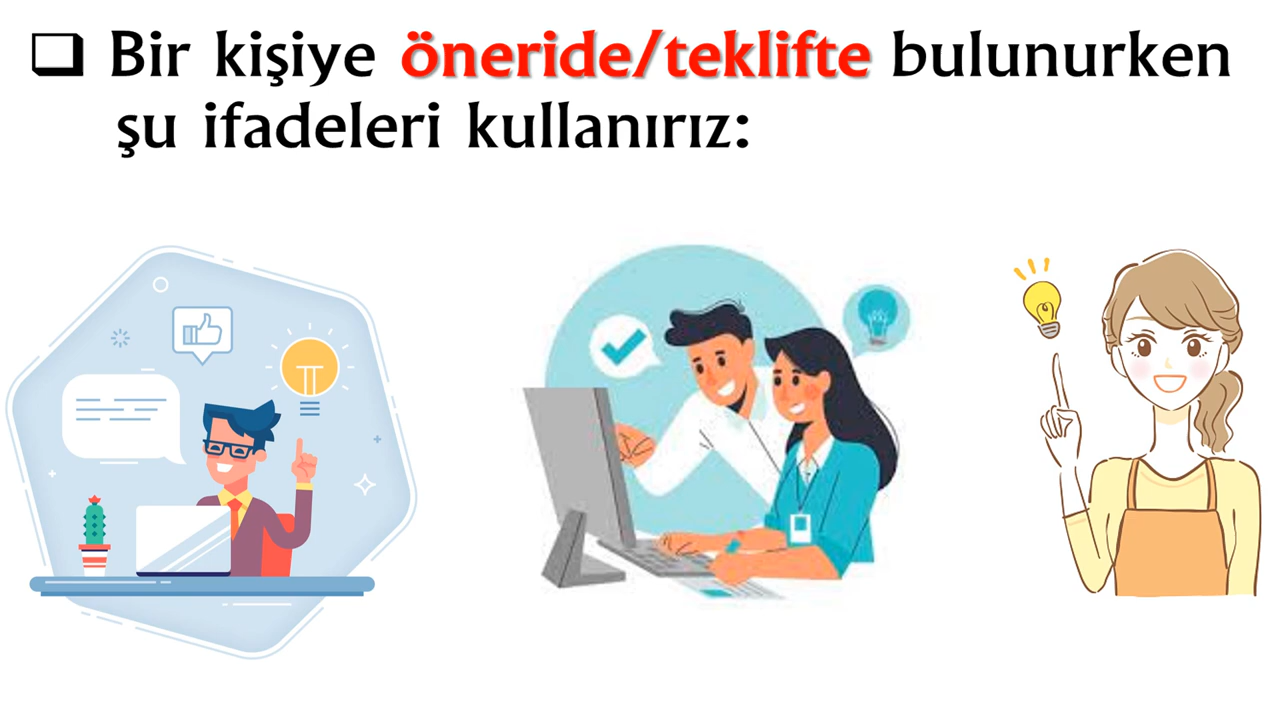 ❑ Bir kişiye öneride/teklifte bulunurken
şu ifadeleri kullanırız: